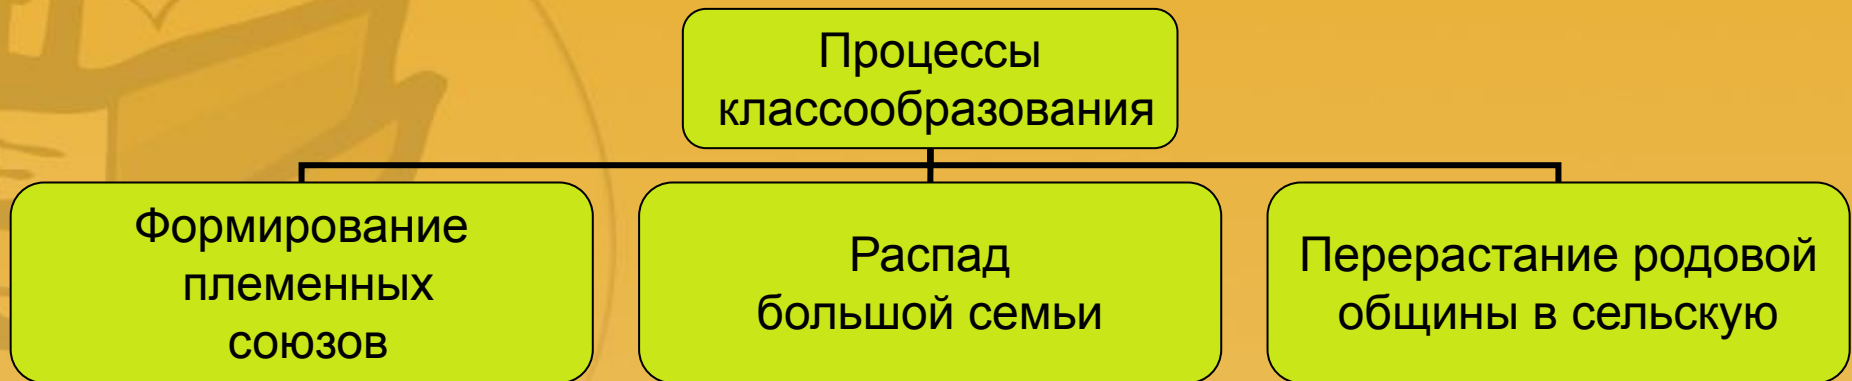 Процессы
классообразования
Формирование
племенных
союзов
Распад
большой семьи
Перерастание родовой
общины в сельскую